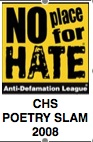 NO place
for
HATE
Anti-Defamation League®
CHS
POETRY SLAM
2008